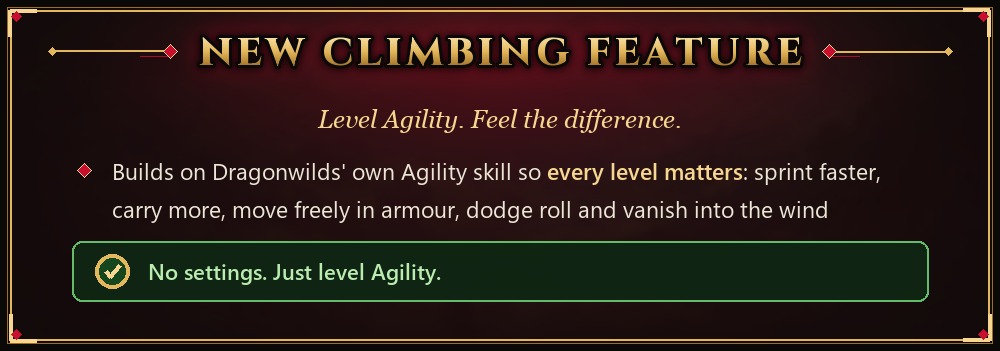 NEW CLIMBING FEATURE
Level Agility. Feel the difference.
Builds on Dragonwilds' own Agility skill so every level matters: sprint faster,
carry more, move freely in armour, dodge roll and vanish into the wind
No settings. Just level Agility.